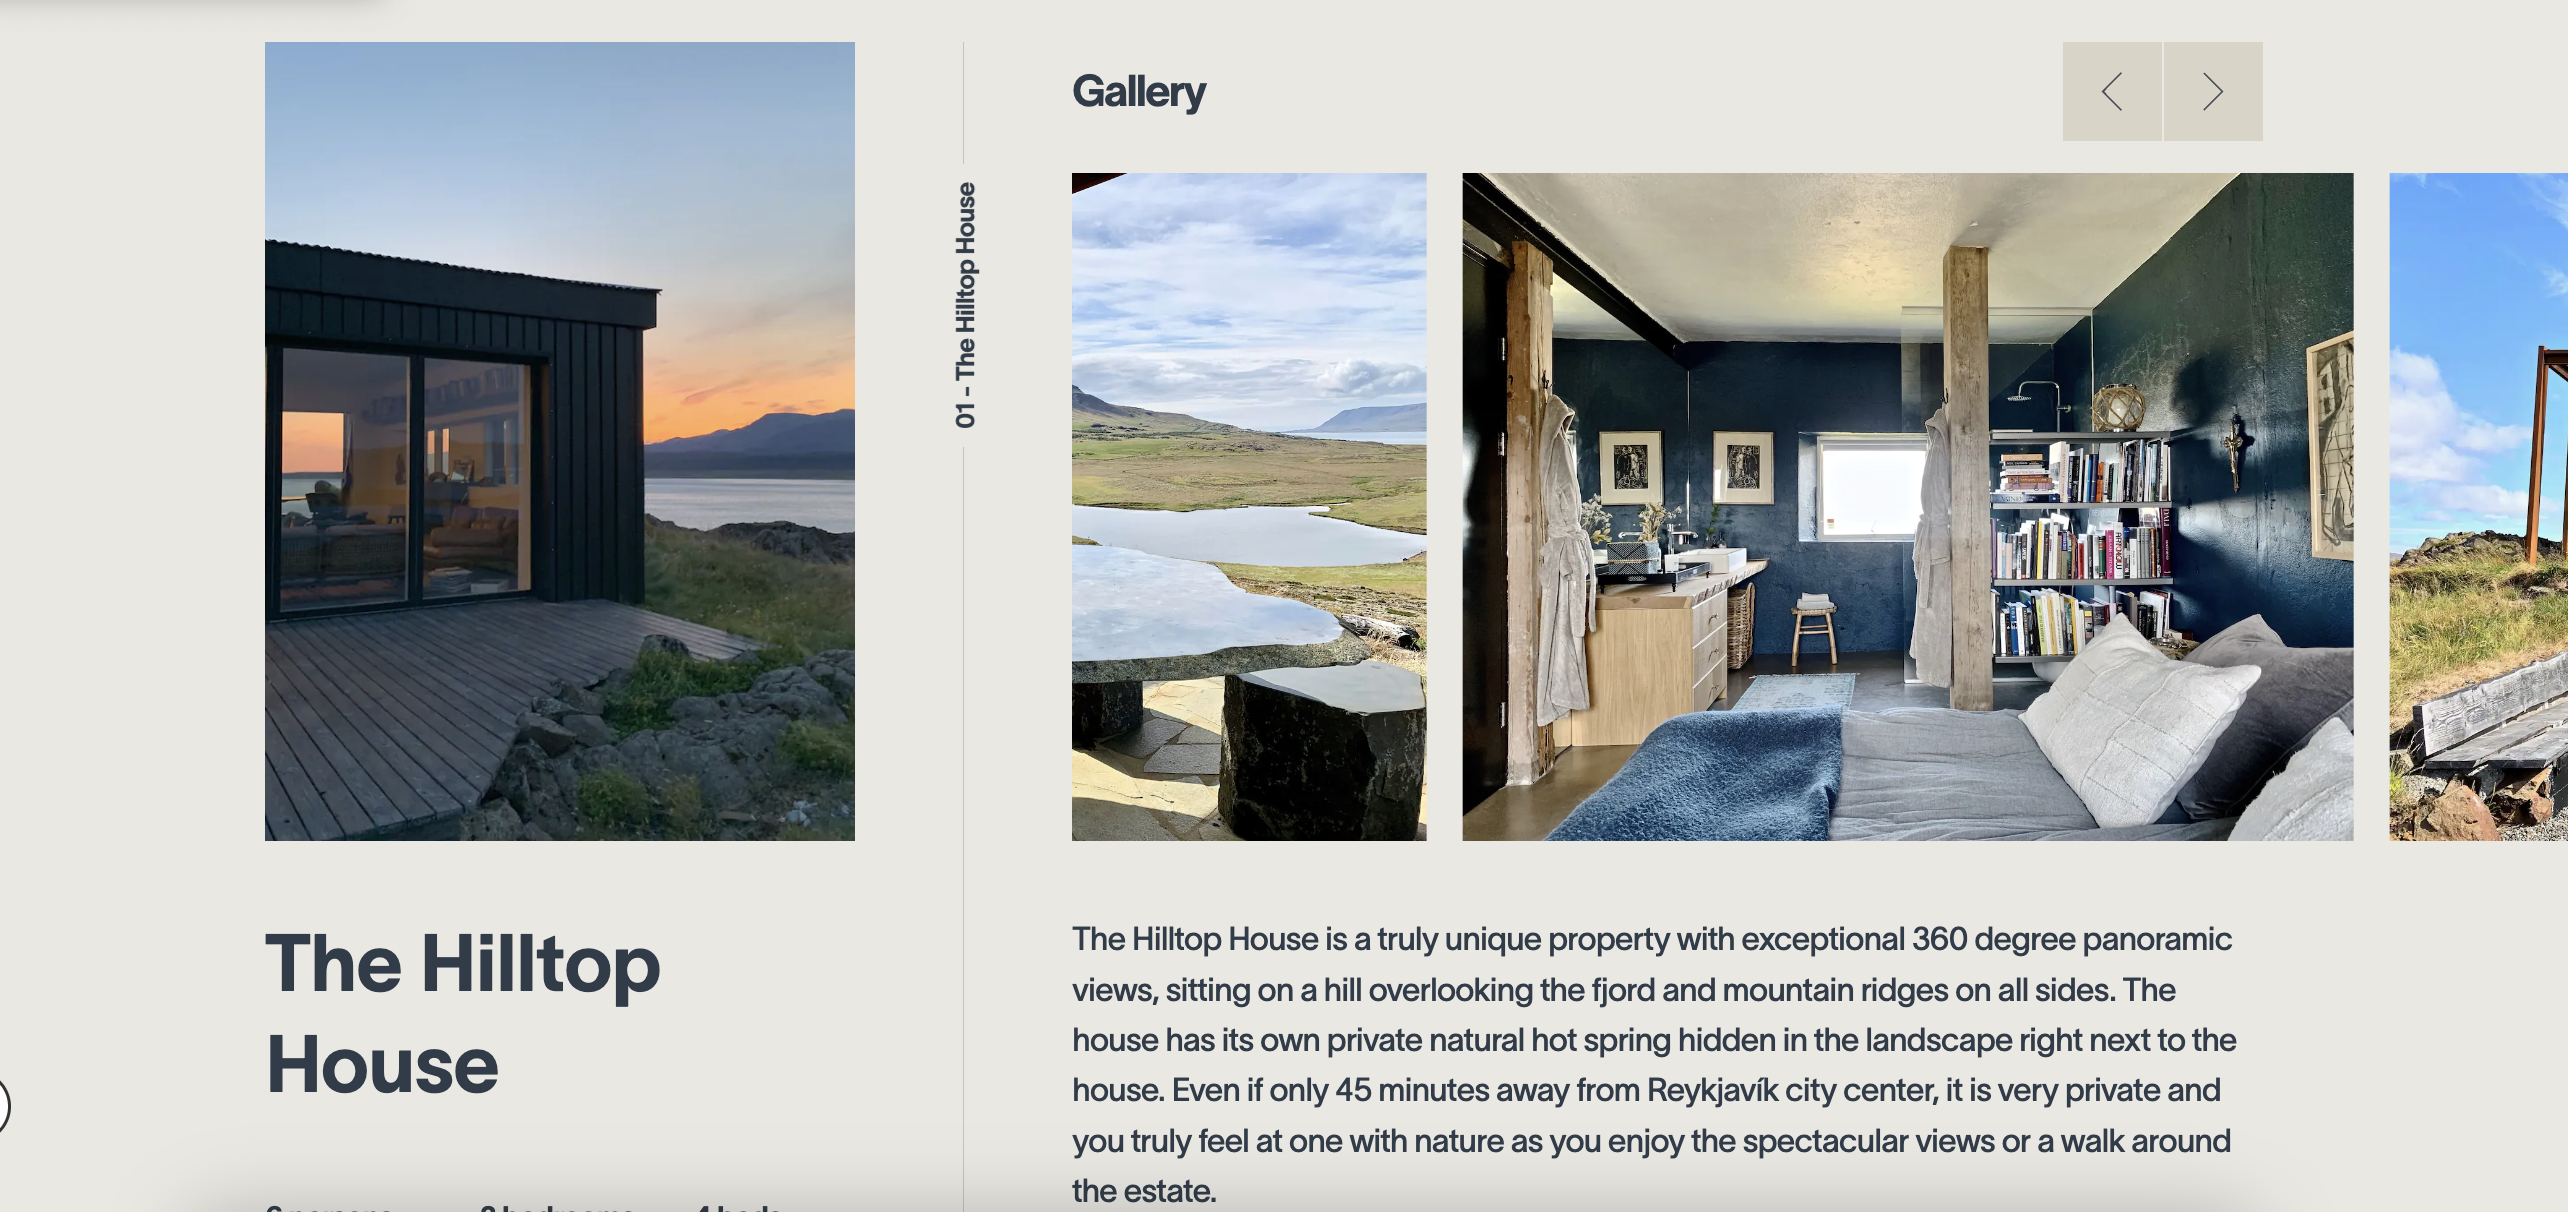 Gallery
01 - The Hilltop House
The Hilltop
House
The Hilltop House is a truly unique property with exceptional 360 degree panoramic
views, sitting on a hill overlooking the fjord and mountain ridges on all sides. The
house has its own private natural hot spring hidden in the landscape right next to the
house. Even if only 45 minutes away from Reykjavík city center, it is very private and
you truly feel at one with nature as you enjoy the spectacular views or a walk around
the estate.